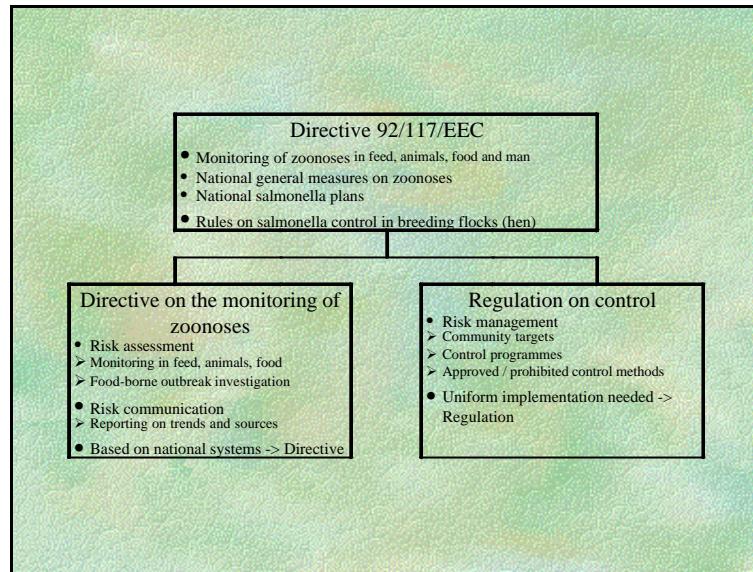 Directive 92/117/EEC
● Monitoring of zoonoses in feed, animals, food and man
● National general measures on zoonoses
● National salmonella plans
● Rules on salmonella control in breeding flocks (hen)
Directive on the monitoring of
zoonoses
● Risk assessment
➢ Monitoring in feed, animals, food
➢ Food-borne outbreak investigation
● Risk communication
➢ Reporting on trends and sources
● Based on national systems -> Directive
Regulation on control
● Risk management
➢ Community targets
➢ Control programmes
➢ Approved / prohibited control methods
● Uniform implementation needed ->
Regulation